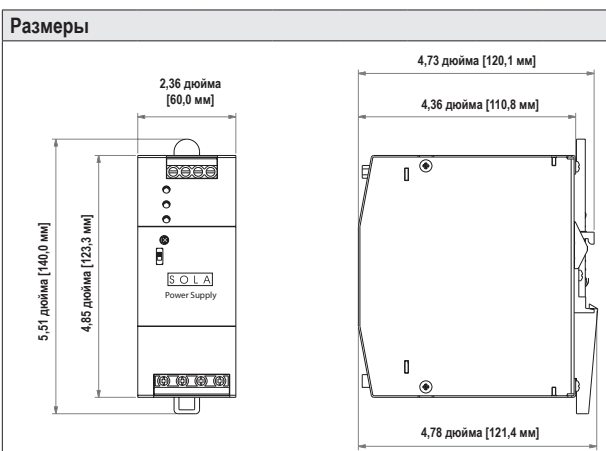 Размеры
4,73 дюйма [120,1 мм]
2,36 дюйма
[60,0 мм]
4,36 дюйма [110,8 мм]
5,51 дюйма [140,0 мм]
4,85 дюйма [123,3 мм]
SOLA
Power Supply
4,78 дюйма [121,4 мм]